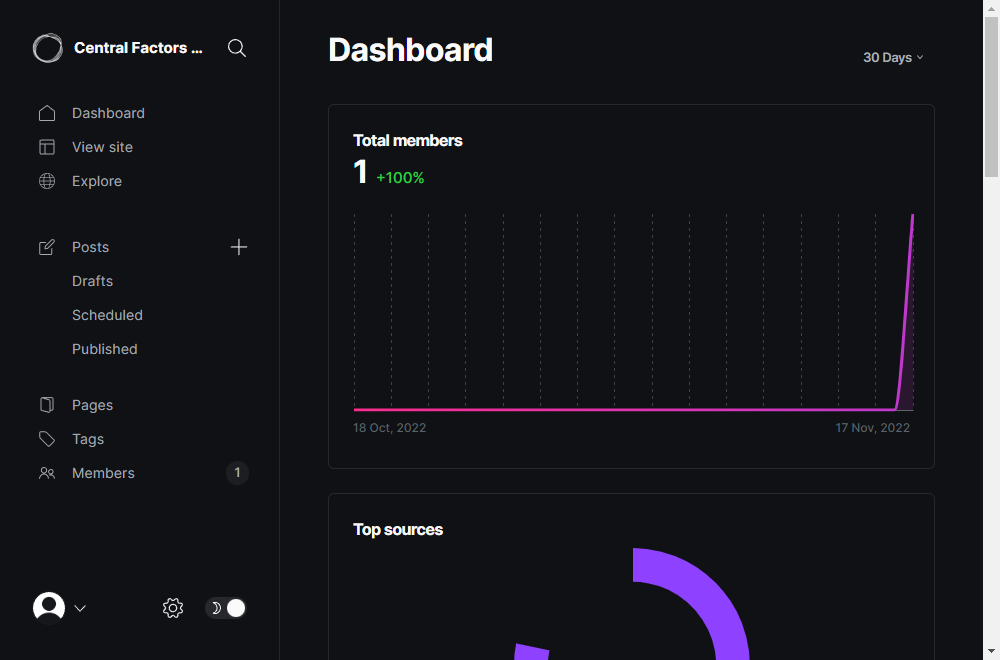 Central Factors ...
Dashboard
View site
Explore
Posts
Drafts
Scheduled
Published
Pages
Tags
Members
1
Dashboard
30 Days
Total members
1 +100%
18 Oct, 2022
17 Nov, 2022
Top sources